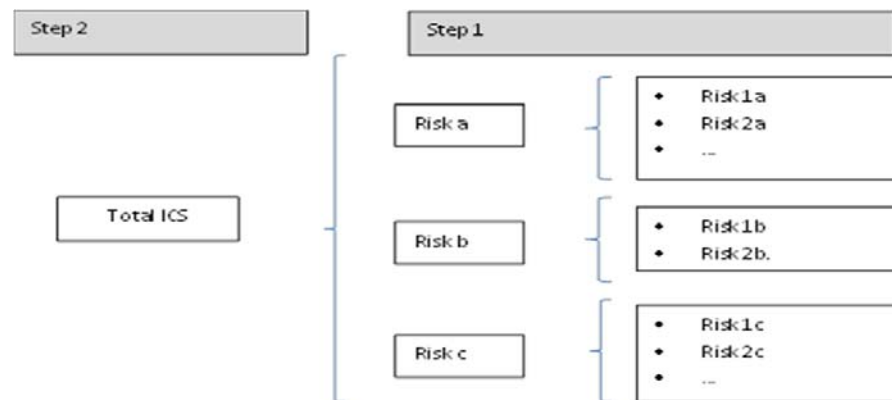 Step 2
Step 1
Risk a
• Risk1a
• Risk2a
• ...
Total ICS
Risk b
• Risk1b
• Risk2b.
Risk c
• Risk1c
• Risk2c
• ...